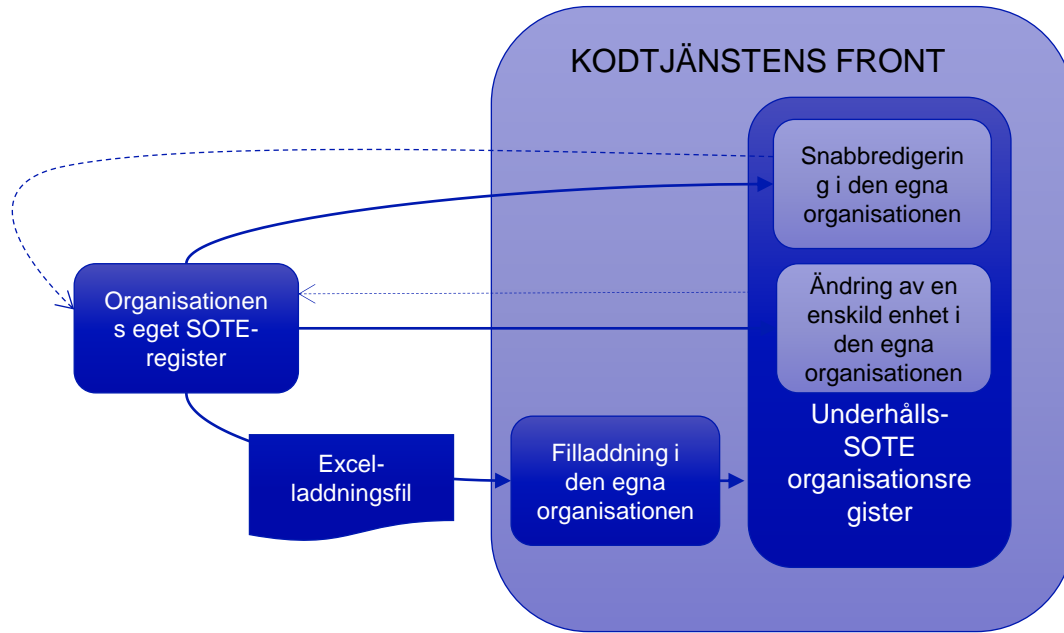 KODTJÄNSTENS FRONT
Snabbredigerin
g i den egna
organisationen
Ändring av en
enskild enhet i
den egna
organisationen
Underhålls-
SOTE
organisationsre
gister
Organisationen
s eget SOTE-
register
Excel-
laddningsfil
Filladdning i
den egna
organisationen